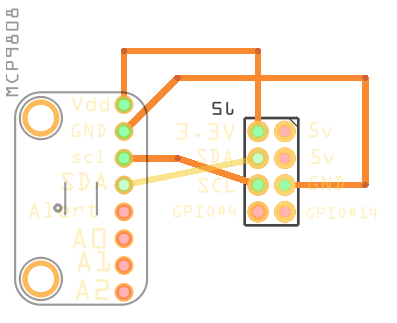 MCP9808
Vdd
GND
scl
SDA
Alert
A0
A1
A2
J6
3.3V 5v
SDA 5v
SCL GND
GPIO#4 GPIO#14